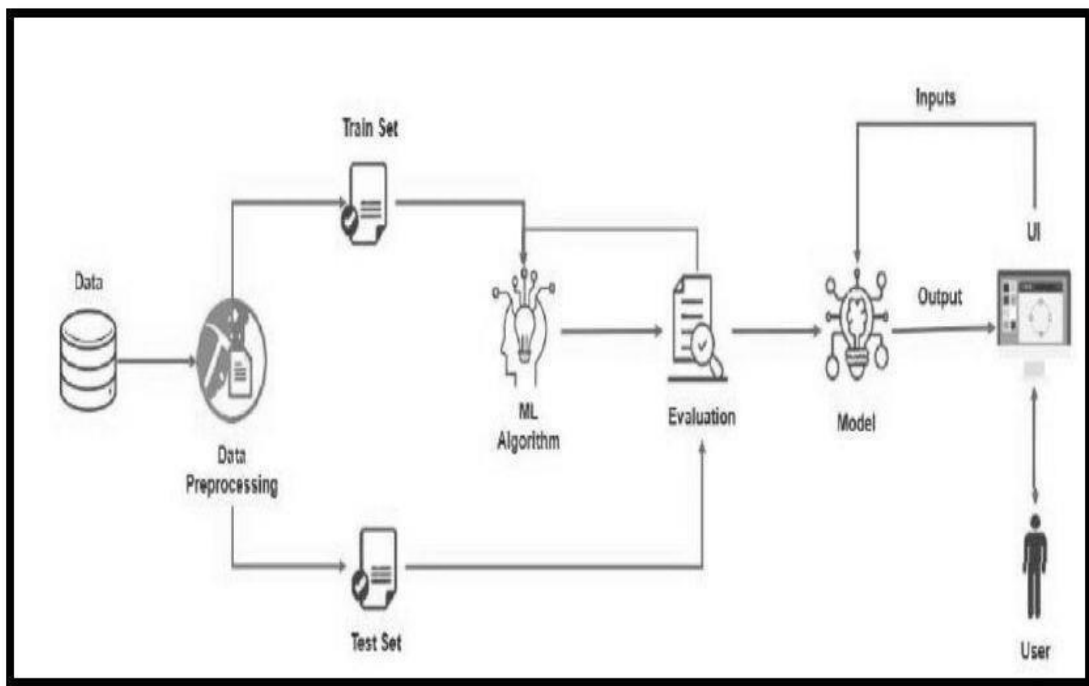 Inputs
Train Set
UI
Data
Output
ML
Algorithm
Evaluation
Model
Data
Preprocessing
Test Set
User